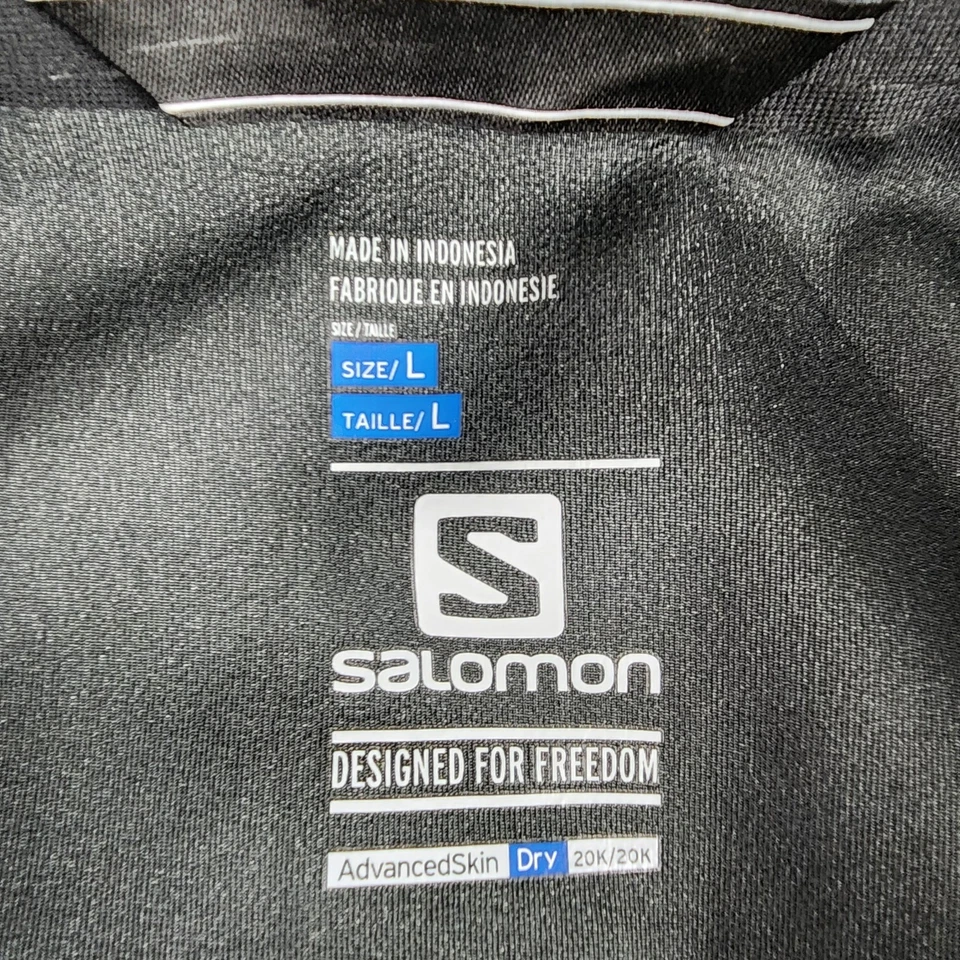 MADE IN INDONESIA
FABRIQUE EN INDONESIE
SIZE / TAILLE
SIZE/ L
TAILLE/ L
S
SALOMON
DESIGNED FOR FREEDOM
AdvancedSkin Dry 20K/20K